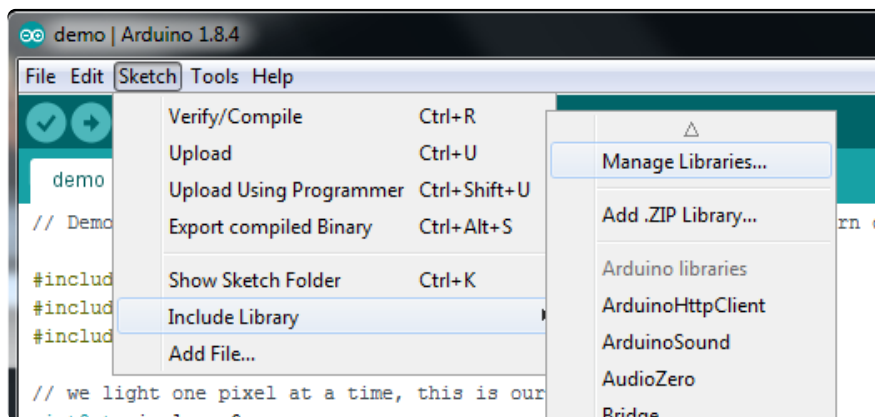 demo | Arduino 1.8.4
File Edit Sketch Tools Help
Verify/Compile Ctrl+R
Upload Ctrl+U
Upload Using Programmer Ctrl+Shift+U
Export compiled Binary Ctrl+Alt+S
Show Sketch Folder Ctrl+K
Include Library
Add File...
Manage Libraries...
Add .ZIP Library...
Arduino libraries
ArduinoHttpClient
ArduinoSound
AudioZero
Bridge
demo
// Demo
#includ
#includ
#includ
// we light one pixel at a time, this is our